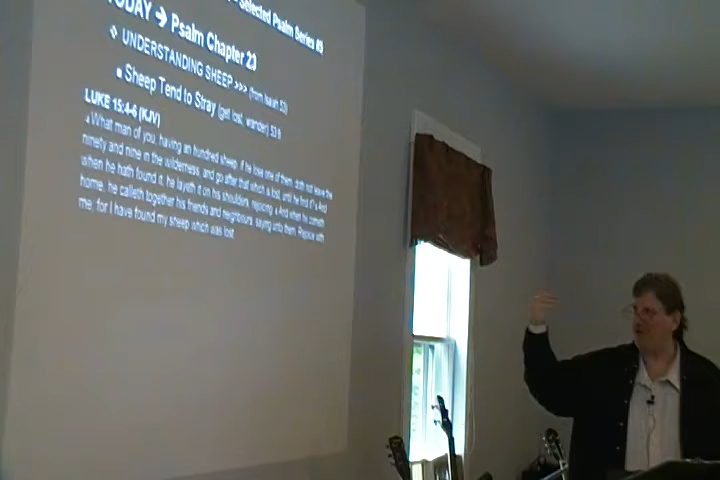 TODAY ➔ Psalm Chapter 23
Selected Psalm Series #5
❖ UNDERSTANDING SHEEP >>> (from Isaiah 53)
■ Sheep Tend to Stray (get lost, wander) 53:6
LUKE 15:4-6 (KJV)
4 What man of you, having an hundred sheep, if he lose one of them, doth not leave the
ninety and nine in the wilderness, and go after that which is lost, until he find it? 5 And
when he hath found it, he layeth it on his shoulders, rejoicing. 6 And when he cometh
home, he calleth together his friends and neighbours, saying unto them, Rejoice with
me; for I have found my sheep which was lost.